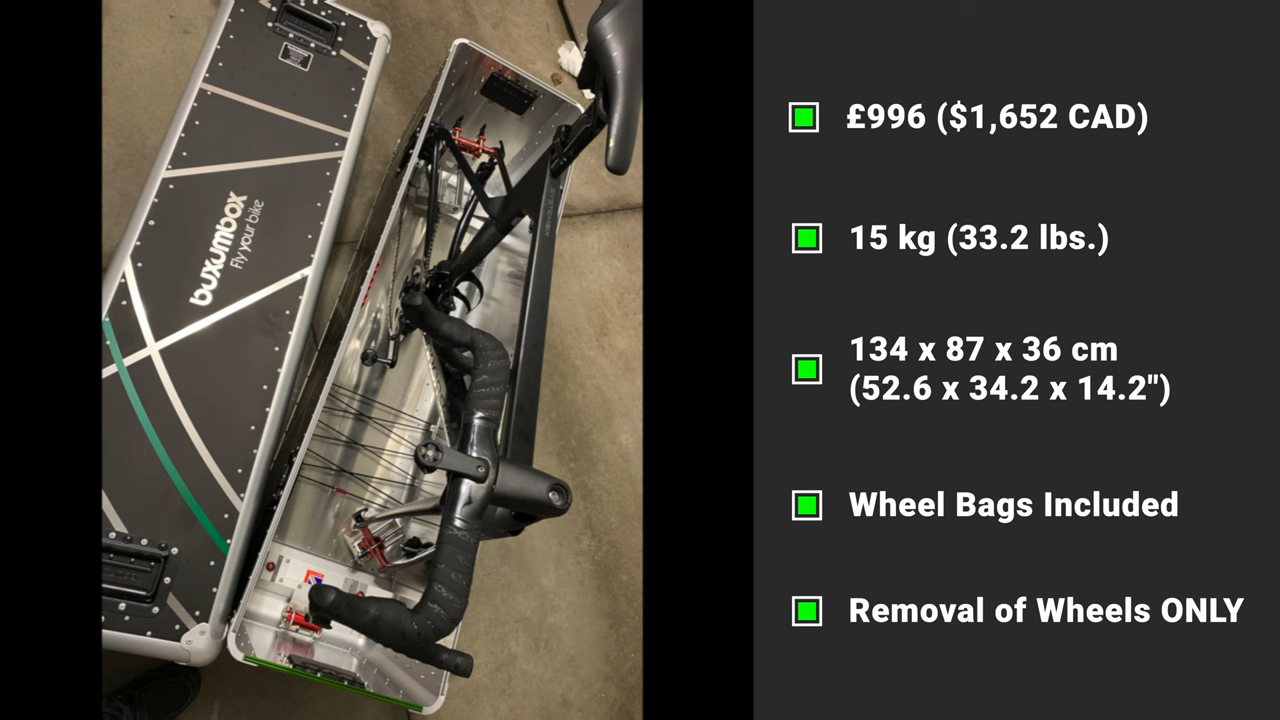 buxumbox
Fly your bike
£996 ($1,652 CAD)
15 kg (33.2 lbs.)
134 x 87 x 36 cm
(52.6 x 34.2 x 14.2")
Wheel Bags Included
Removal of Wheels ONLY